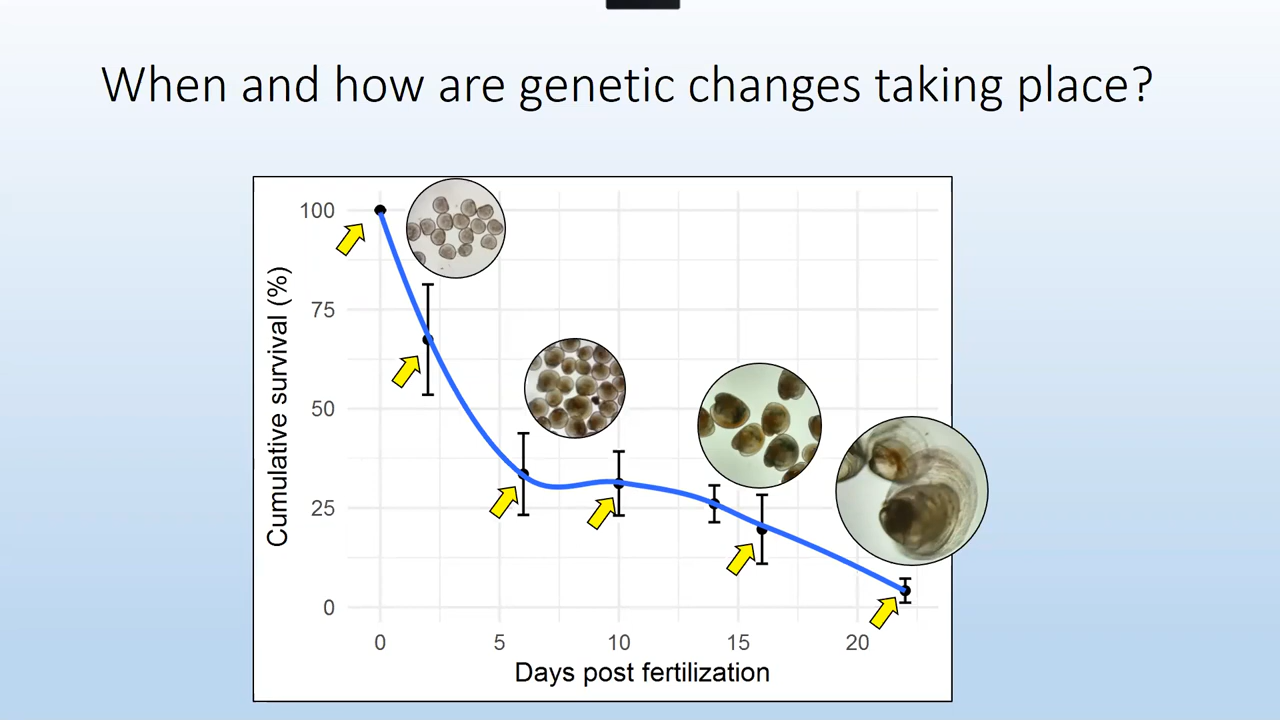 When and how are genetic changes taking place?
Cumulative survival (%)
100
75
50
25
0
0 5 10 15 20
Days post fertilization